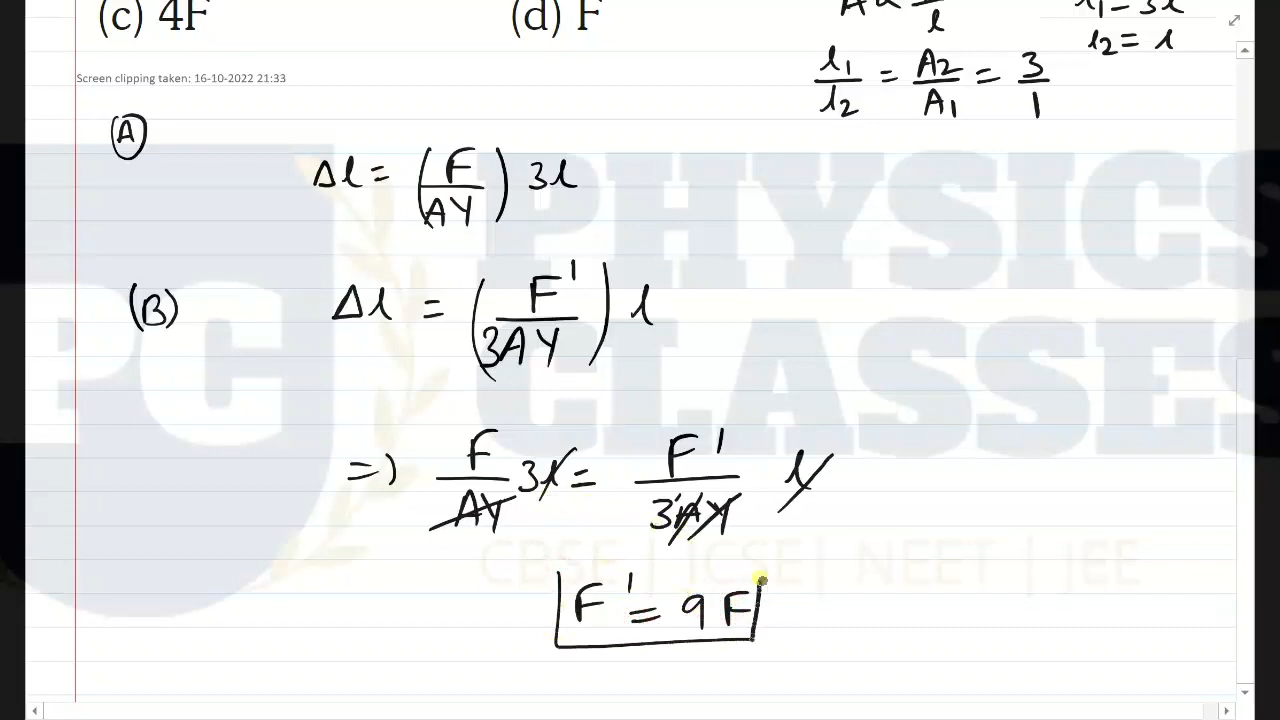 (c) 4F (d) F
l1 = 3l
l
l2 = l
Screen clipping taken: 16-10-2022 21:33
l1/l2 = A2/A1 = 3/1
(A)
Δl = (F/AY) 3l
(B) Δl = (F'/3AY) l
=> F/AY 3l = F'/3AY l
F' = 9F
PC PHYSICS
CLASSES
CBSE | ICSE | NEET | JEE